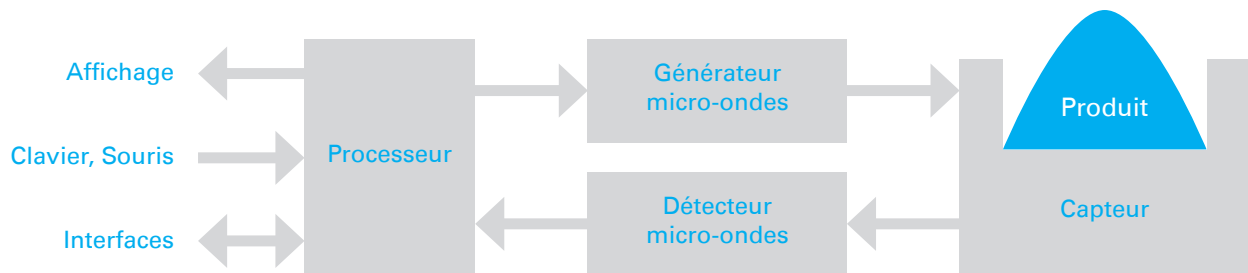 Affichage
Clavier, Souris
Interfaces
Processeur
Générateur
micro-ondes
Détecteur
micro-ondes
Produit
Capteur